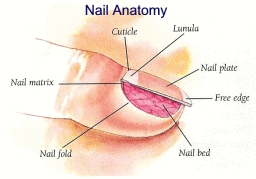 Nail Anatomy
Cuticle
Lunula
Nail plate
Nail matrix
Free edge
Nail fold
Nail bed